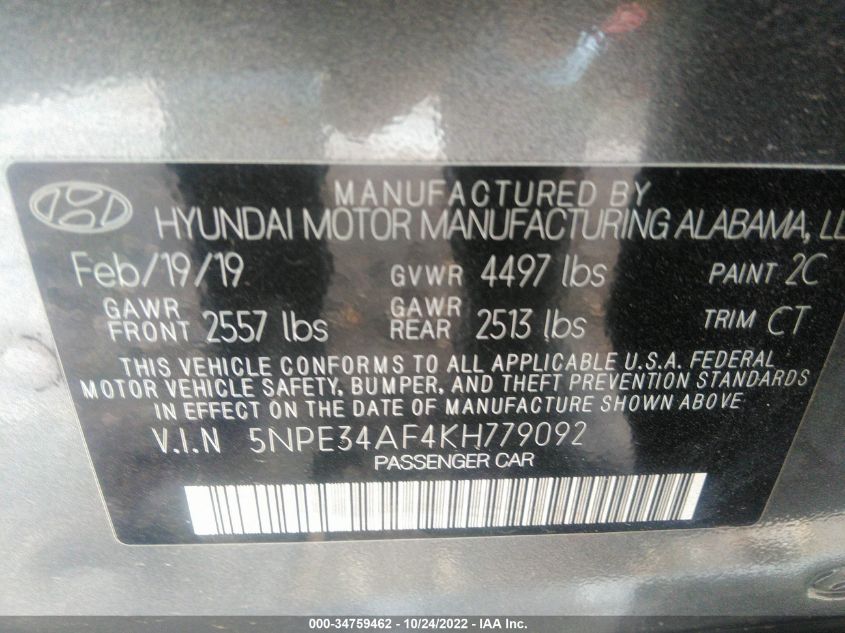 MANUFACTURED BY
HYUNDAI MOTOR MANUFACTURING ALABAMA, LL
Feb/19/19 GVWR 4497 lbs PAINT 2C
GAWR FRONT 2557 lbs GAWR REAR 2513 lbs TRIM CT
THIS VEHICLE CONFORMS TO ALL APPLICABLE U.S.A. FEDERAL
MOTOR VEHICLE SAFETY, BUMPER, AND THEFT PREVENTION STANDARDS
IN EFFECT ON THE DATE OF MANUFACTURE SHOWN ABOVE
V.I.N 5NPE34AF4KH779092
PASSENGER CAR
000-34759462 - 10/24/2022 - IAA Inc.